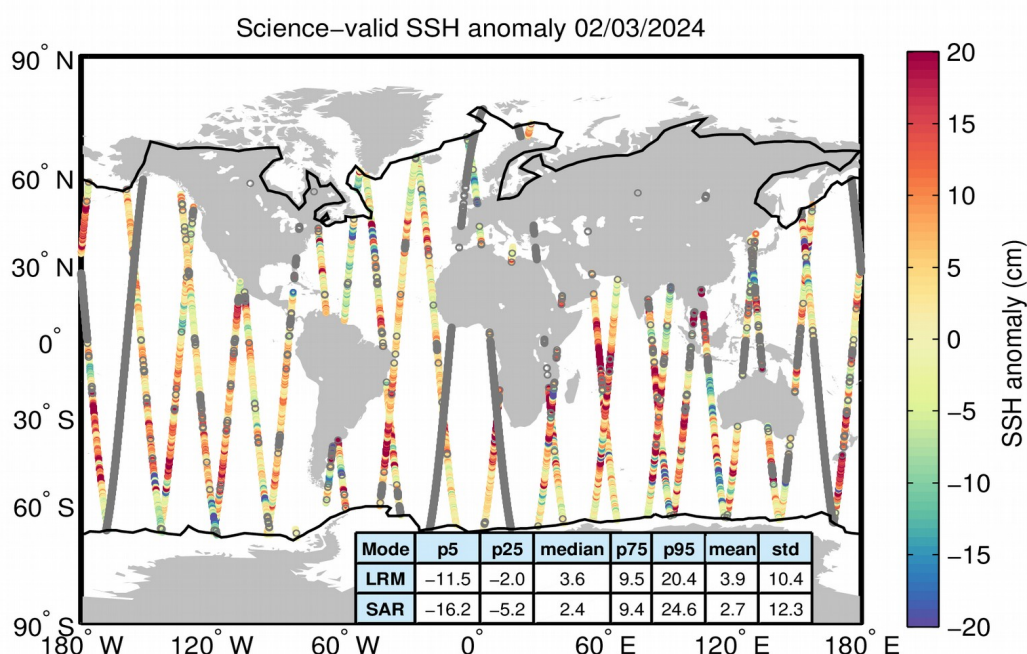 Science−valid SSH anomaly 02/03/2024
90° N
60° N
30° N
0°
30° S
60° S
90° S
180° W
120° W
60° W
0°
60° E
120° E
180° E
Mode p5 p25 median p75 p95 mean std
LRM −11.5 −2.0 3.6 9.5 20.4 3.9 10.4
SAR −16.2 −5.2 2.4 9.4 24.6 2.7 12.3
20
15
10
5
0
−5
−10
−15
−20
SSH anomaly (cm)